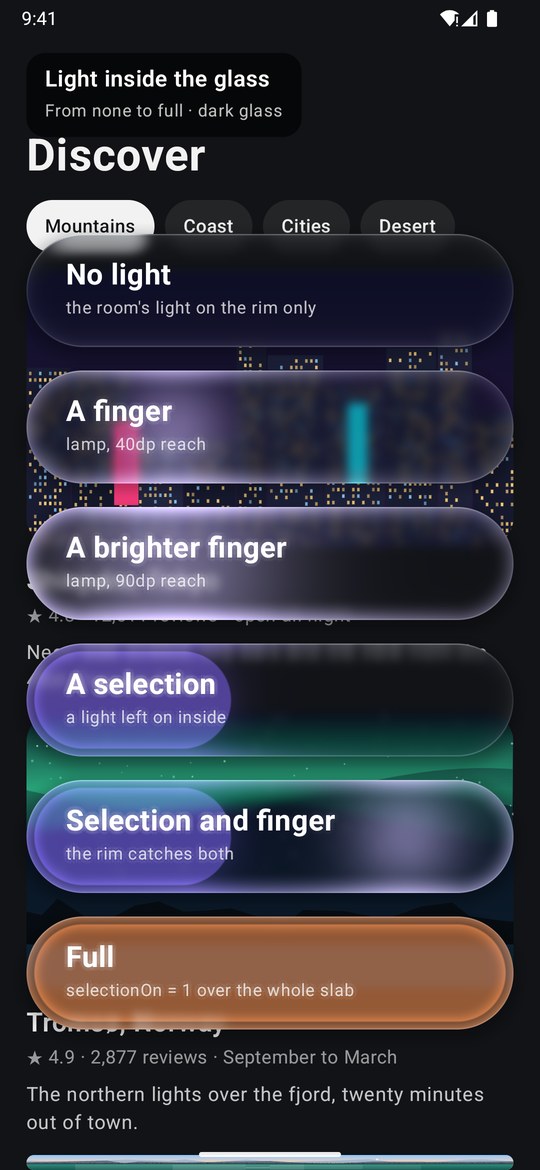 9:41
Light inside the glass
From none to full · dark glass
Discover
Mountains Coast Cities Desert
No light
the room's light on the rim only
A finger
lamp, 40dp reach
A brighter finger
lamp, 90dp reach
★ 4.
A selection
a light left on inside
Selection and finger
the rim catches both
Full
selectionOn = 1 over the whole slab
Tromsø, Norway
★ 4.9 · 2,877 reviews · September to March
The northern lights over the fjord, twenty minutes
out of town.